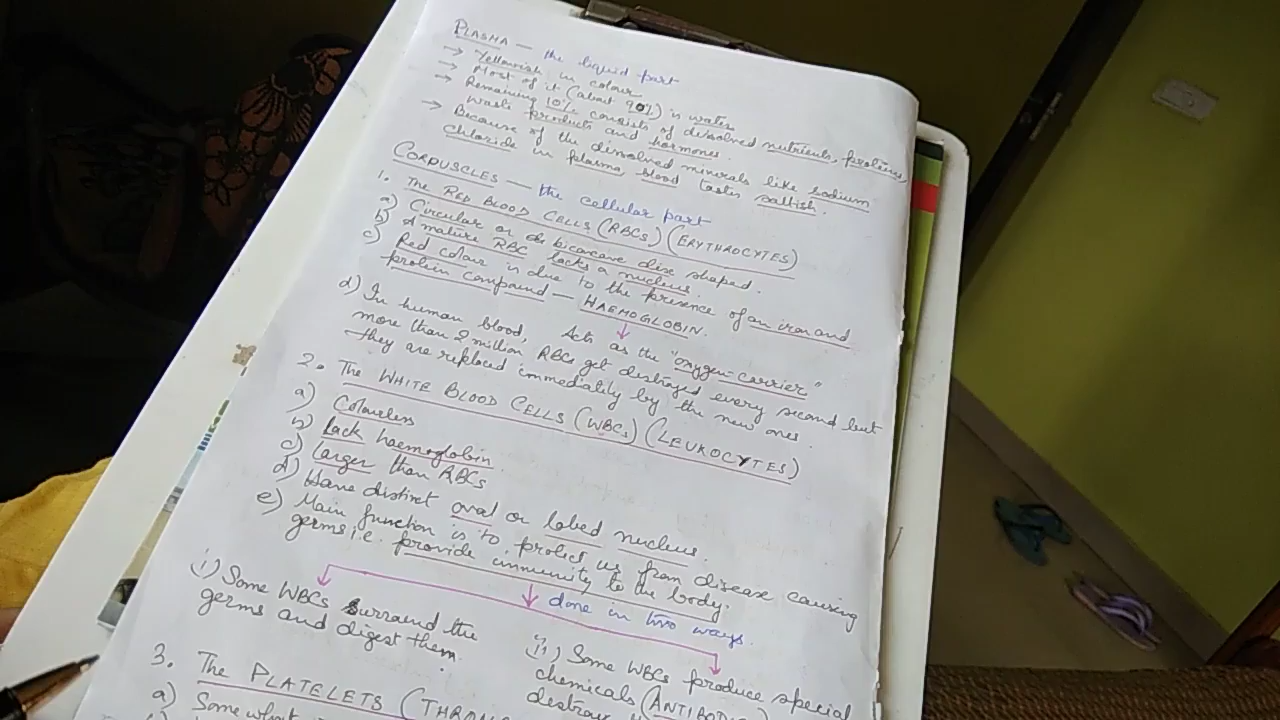 PLASMA — the liquid part
→ Yellowish in colour
→ Most of it (about 90%) is water
→ Remaining 10% consists of dissolved nutrients, proteins,
waste products and hormones.
→ Because of the dissolved minerals like sodium
chloride in plasma, blood tastes saltish.
CORPUSCLES — the cellular part
1. The RED BLOOD CELLS (RBCs) (ERYTHROCYTES)
a) Circular or biconcave disc shaped.
b) A mature RBC lacks a nucleus.
c) Red colour is due to the presence of an iron and
protein compound — HAEMOGLOBIN.
Acts as the "oxygen-carrier"
d) In human blood,
more than 2 million RBCs get destroyed every second but
they are replaced immediately by the new ones.
2. The WHITE BLOOD CELLS (WBCs) (LEUKOCYTES)
a) Colourless
b) Lack haemoglobin
c) Larger than RBCs
d) Have distinct oval or lobed nucleus.
e) Main function is to protect us from disease causing
germs i.e. provide immunity to the body.
done in two ways.
i) Some WBCs surround the
germs and digest them.
ii) Some WBCs produce special
chemicals (ANTIBODIES)
destroy
3. The PLATELETS (THROM
a) Somewhat